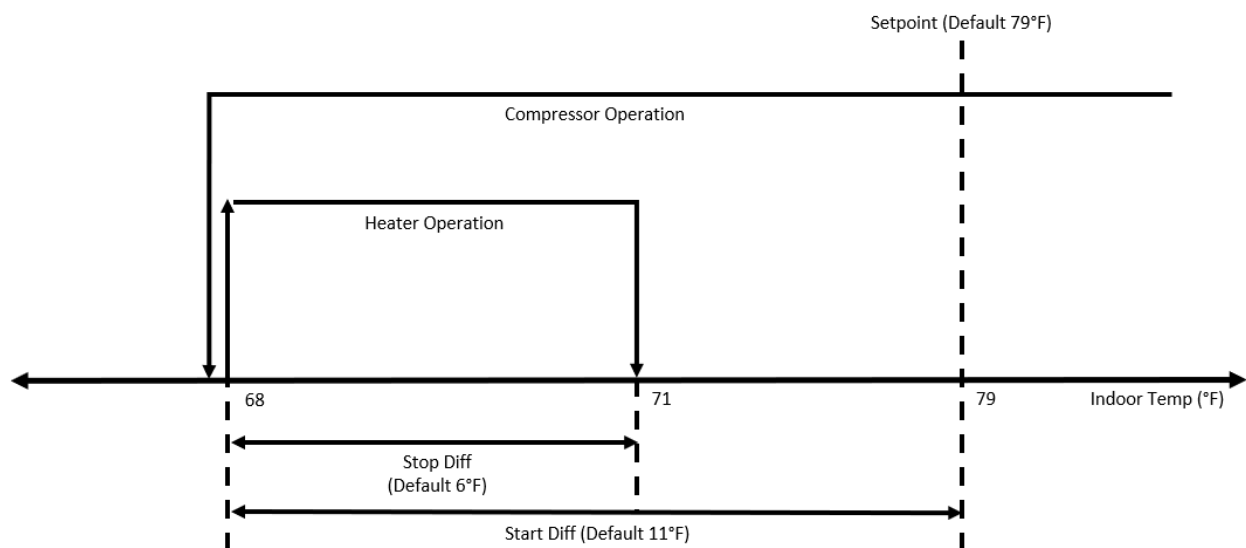 Setpoint (Default 79°F)
Compressor Operation
Heater Operation
68
71
79
Indoor Temp (°F)
Stop Diff
(Default 6°F)
Start Diff (Default 11°F)